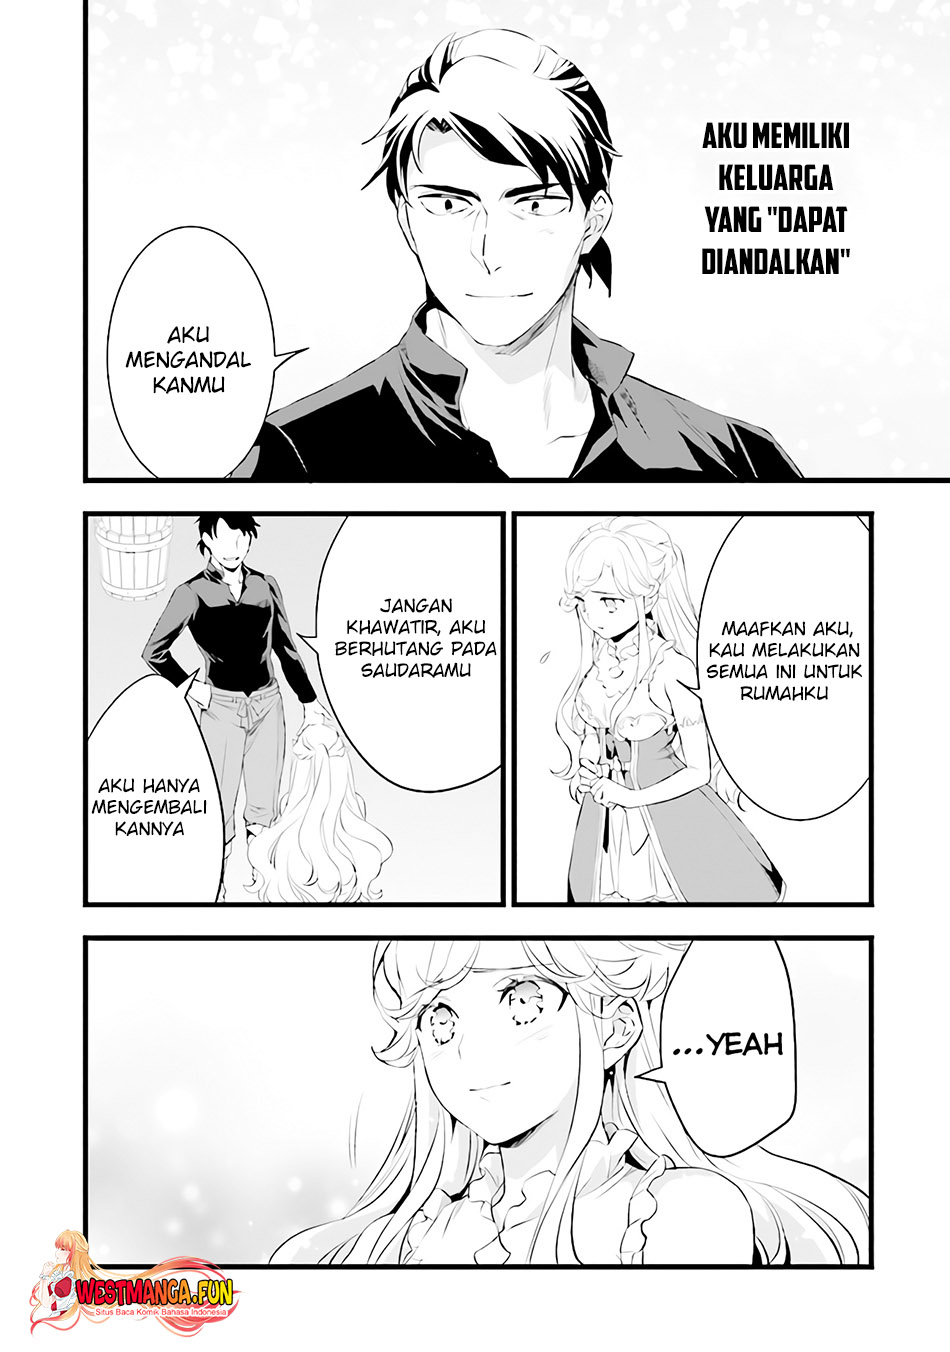 AKU MEMILIKI
KELUARGA
YANG "DAPAT
DIANDALKAN"
AKU
MENGANDAL
KANMU
MAAFKAN AKU,
KAU MELAKUKAN
SEMUA INI UNTUK
RUMAHKU
JANGAN
KHAWATIR, AKU
BERHUTANG PADA
SAUDARAMU
AKU HANYA
MENGEMBALI
KANNYA
...YEAH
WESTMANGA.FUN
Situs Baca Komik Bahasa Indonesia